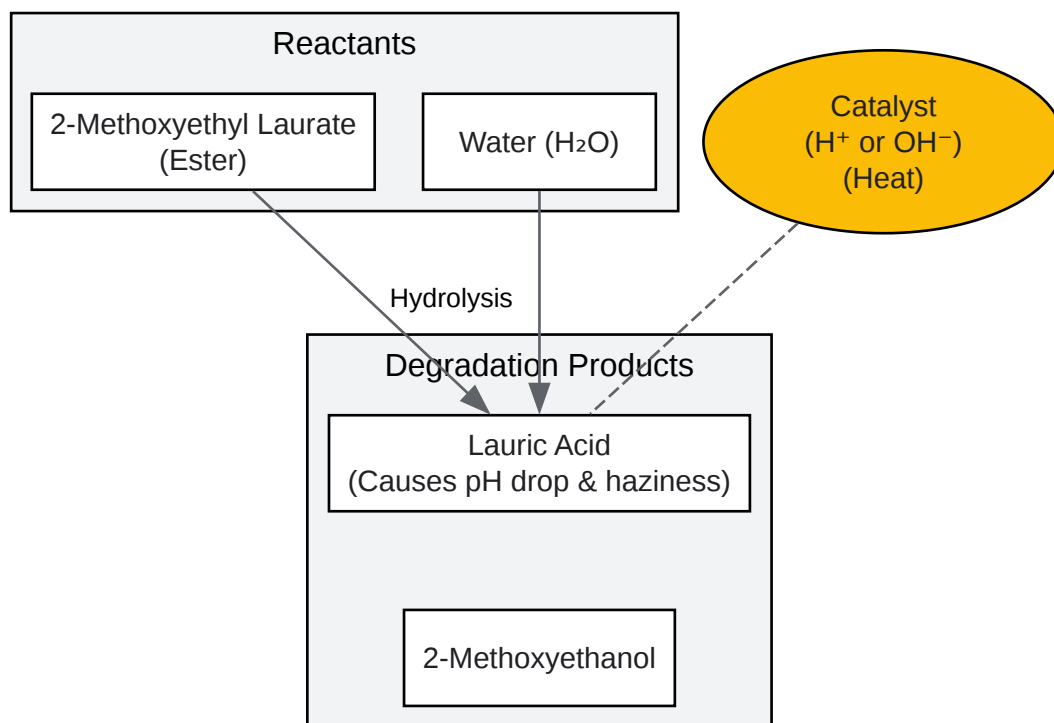 Reactants
2-Methoxyethyl Laurate
(Ester)
Water (H₂O)
Catalyst
(H⁺ or OH⁻)
(Heat)
Hydrolysis
Degradation Products
Lauric Acid
(Causes pH drop & haziness)
2-Methoxyethanol